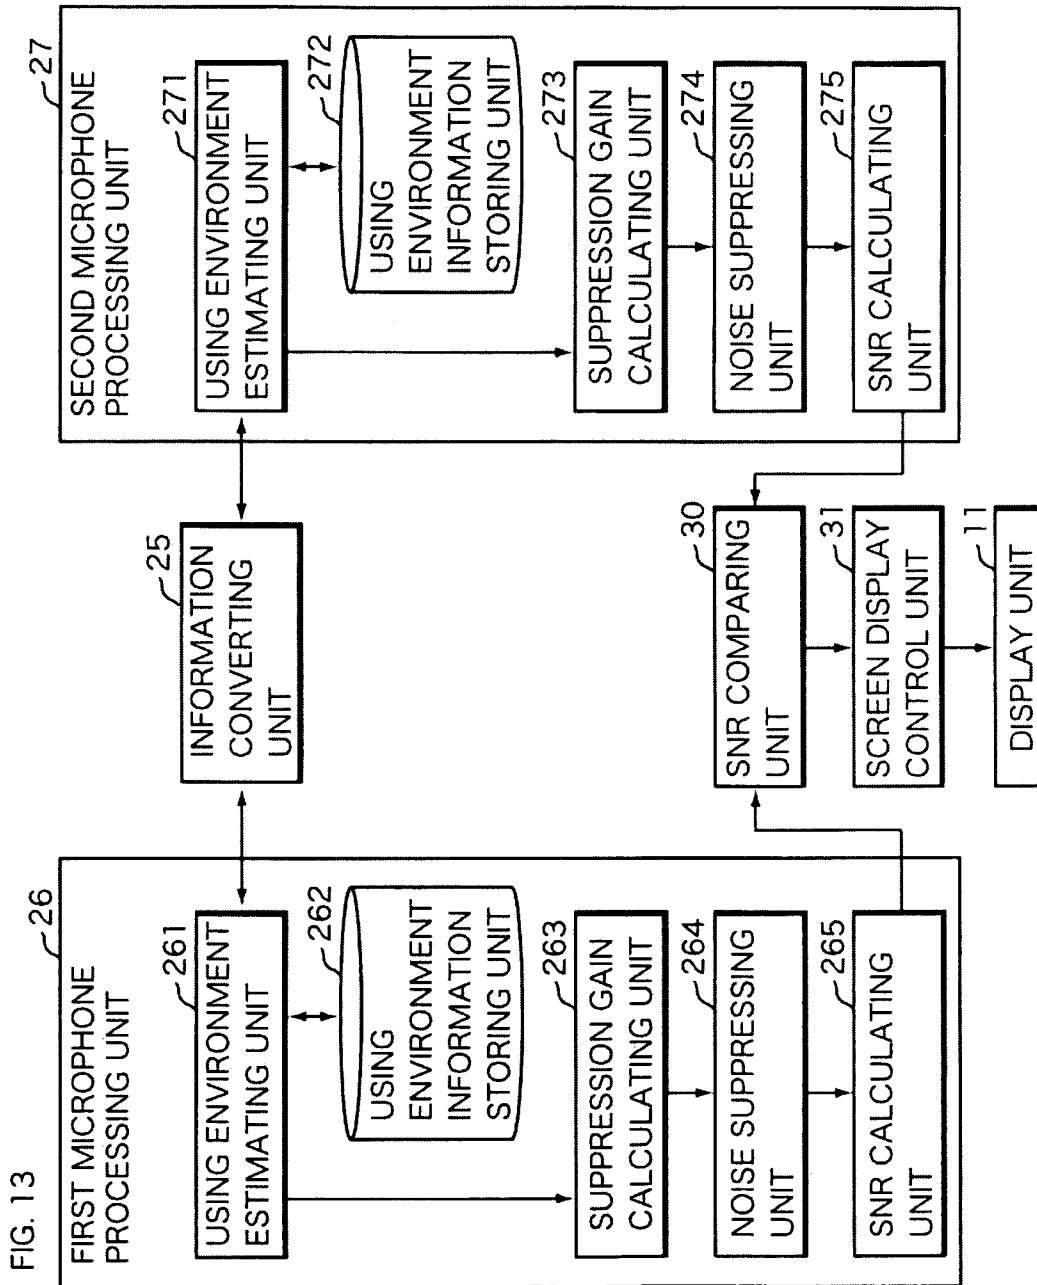 FIG. 13
26
FIRST MICROPHONE
PROCESSING UNIT
261
USING ENVIRONMENT
ESTIMATING UNIT
262
USING
ENVIRONMENT
INFORMATION
STORING UNIT
263
SUPPRESSION GAIN
CALCULATING UNIT
264
NOISE SUPPRESSING
UNIT
265
SNR CALCULATING
UNIT
25
INFORMATION
CONVERTING
UNIT
30
SNR COMPARING
UNIT
31
SCREEN DISPLAY
CONTROL UNIT
11
DISPLAY UNIT
27
SECOND MICROPHONE
PROCESSING UNIT
271
USING ENVIRONMENT
ESTIMATING UNIT
272
USING
ENVIRONMENT
INFORMATION
STORING UNIT
273
SUPPRESSION GAIN
CALCULATING UNIT
274
NOISE SUPPRESSING
UNIT
275
SNR CALCULATING
UNIT